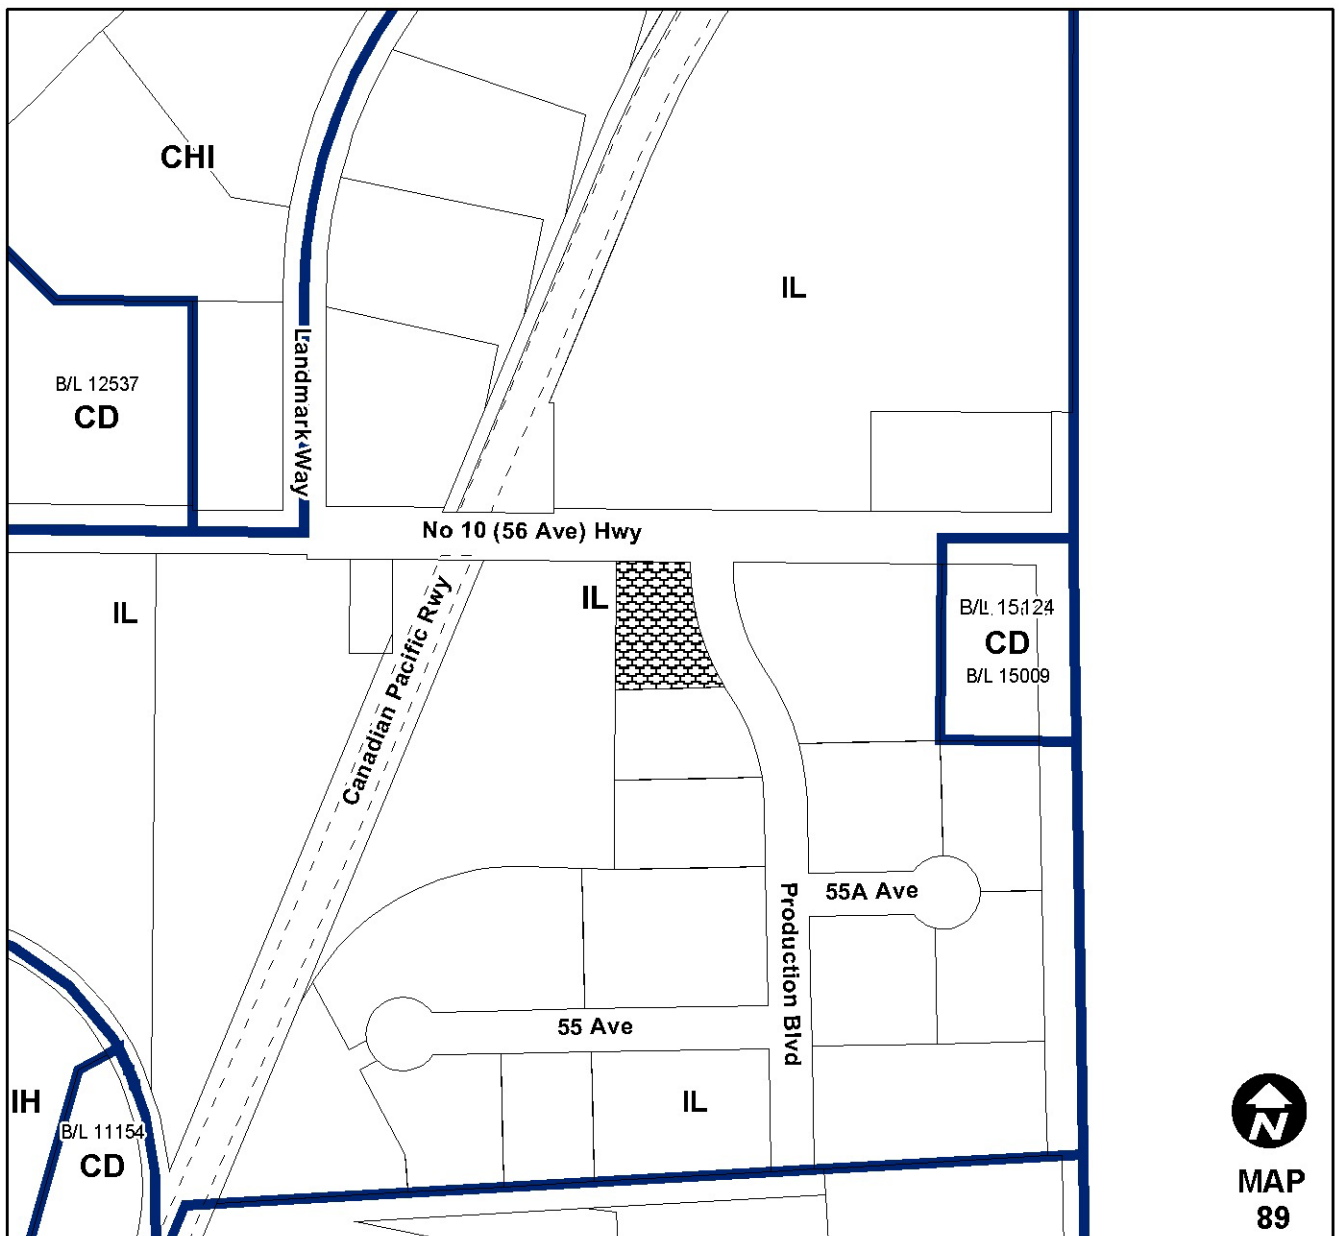 CHI
IL
Landmark Way
B/L 12537
CD
No 10 (56 Ave) Hwy
IL
IL
Canadian Pacific Rwy
B/L 15124
CD
B/L 15009
55A Ave
Production Blvd
55 Ave
IL
IH
B/L 11154
CD
N
MAP
89